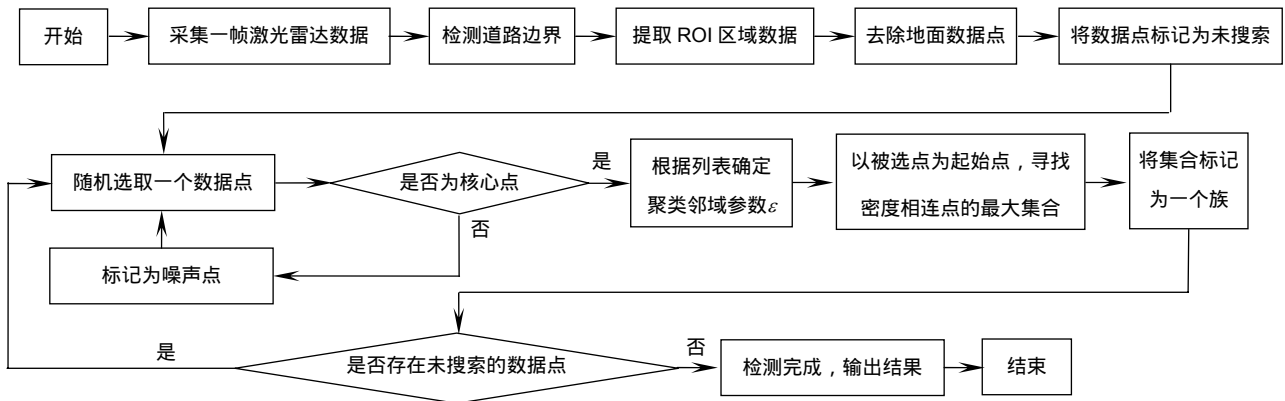 开始
采集一帧激光雷达数据
检测道路边界
提取 ROI 区域数据
去除地面数据点
将数据点标记为未搜索
随机选取一个数据点
是否为核心点
是
根据列表确定
聚类邻域参数ε
以被选点为起始点，寻找
密度相连点的最大集合
将集合标记
为一个族
否
标记为噪声点
是
是否存在未搜索的数据点
否
检测完成，输出结果
结束